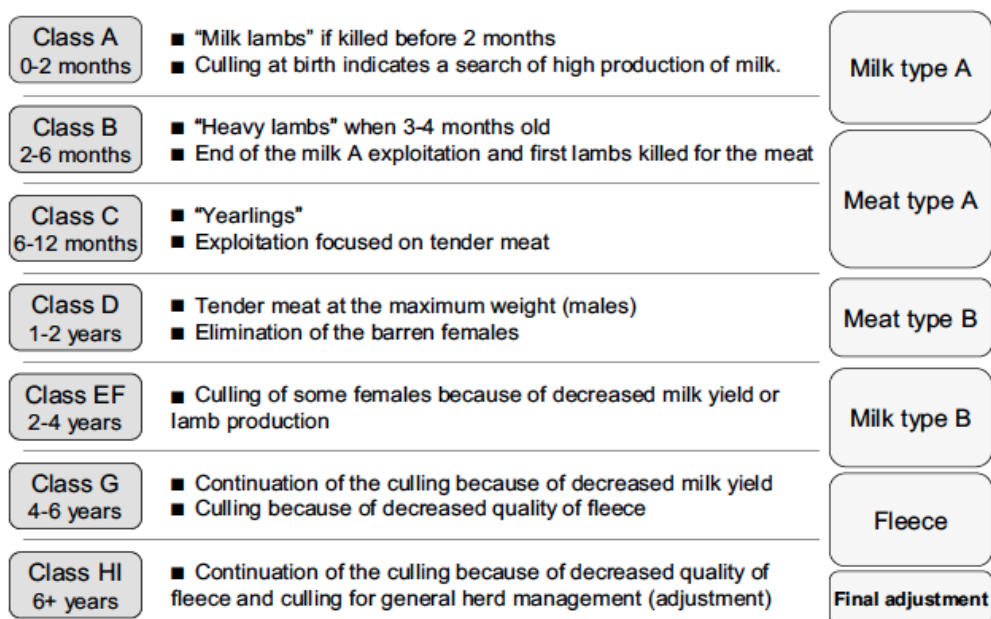 Class A
0-2 months
■ “Milk lambs” if killed before 2 months
■ Culling at birth indicates a search of high production of milk.
Milk type A
Class B
2-6 months
■ “Heavy lambs” when 3-4 months old
■ End of the milk A exploitation and first lambs killed for the meat
Meat type A
Class C
6-12 months
■ “Yearlings”
■ Exploitation focused on tender meat
Class D
1-2 years
■ Tender meat at the maximum weight (males)
■ Elimination of the barren females
Meat type B
Class EF
2-4 years
■ Culling of some females because of decreased milk yield or
lamb production
Milk type B
Class G
4-6 years
■ Continuation of the culling because of decreased milk yield
■ Culling because of decreased quality of fleece
Fleece
Class HI
6+ years
■ Continuation of the culling because of decreased quality of
fleece and culling for general herd management (adjustment)
Final adjustment